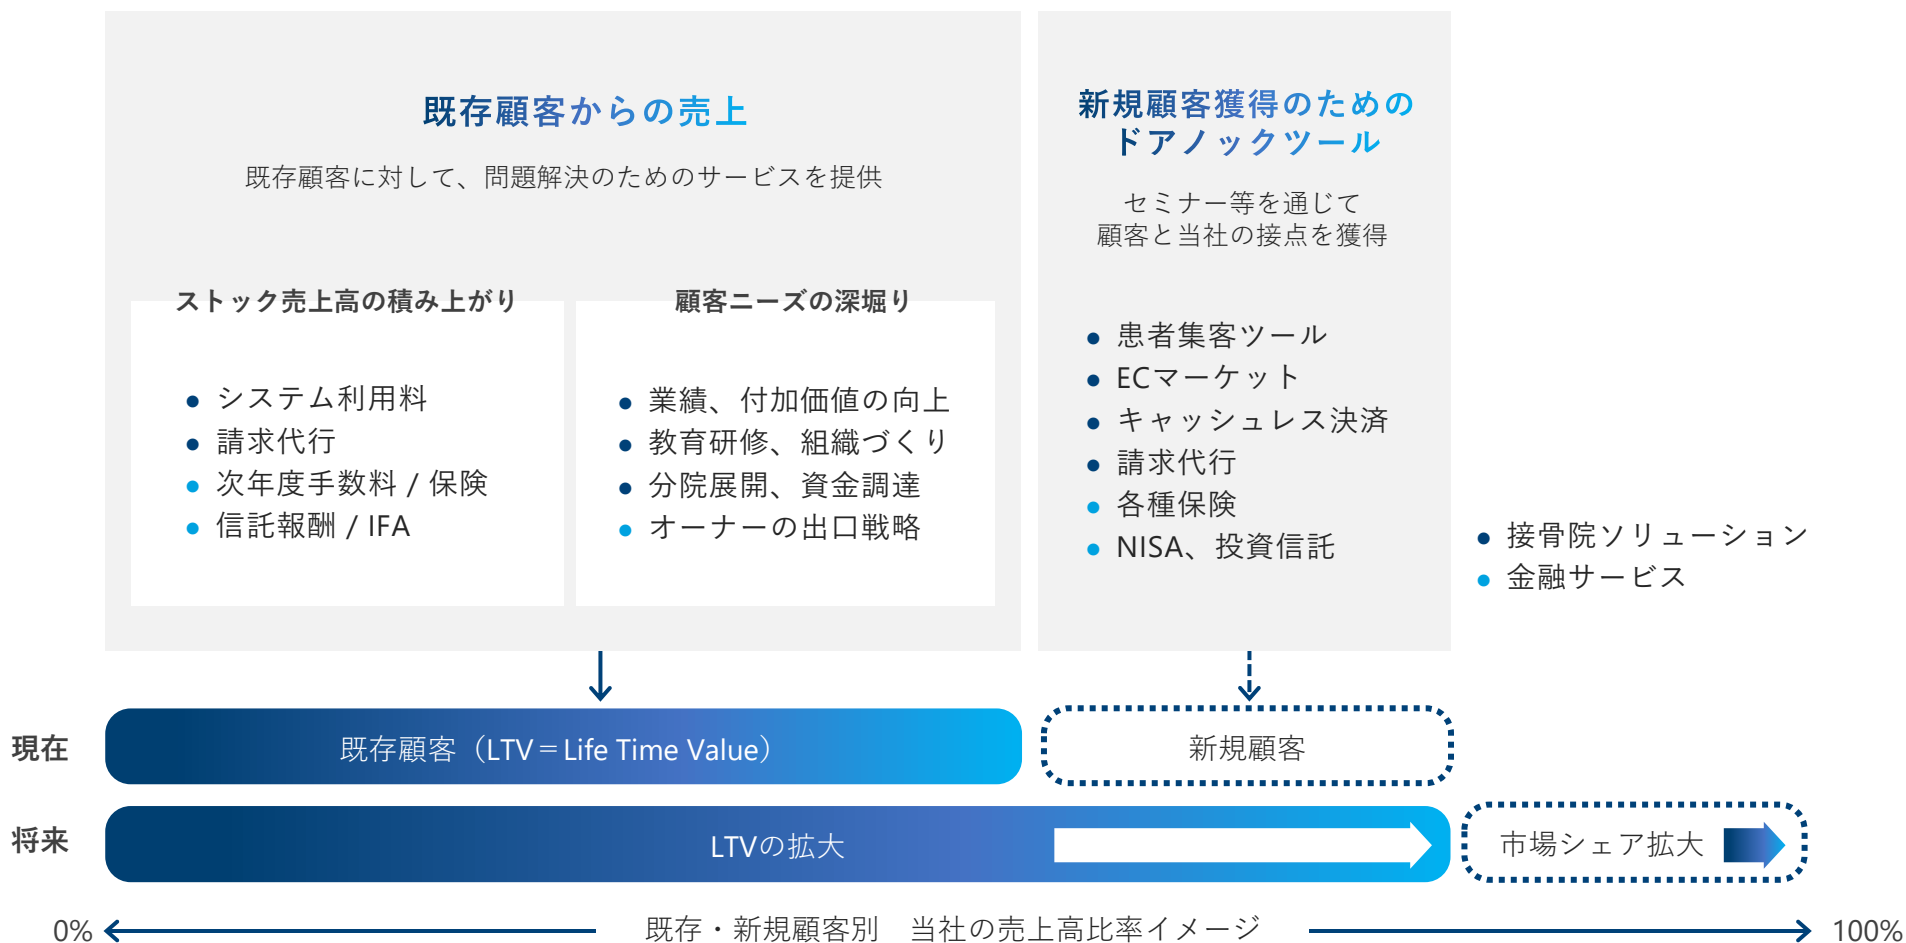 既存顧客からの売上
既存顧客に対して、問題解決のためのサービスを提供
ストック売上高の積み上がり
● システム利用料
● 請求代行
● 次年度手数料 / 保険
● 信託報酬 / IFA
顧客ニーズの深堀り
● 業績、付加価値の向上
● 教育研修、組織づくり
● 分院展開、資金調達
● オーナーの出口戦略
新規顧客獲得のための
ドアノックツール
セミナー等を通じて
顧客と当社の接点を獲得
● 患者集客ツール
● ECマーケット
● キャッシュレス決済
● 請求代行
● 各種保険
● NISA、投資信託
● 接骨院ソリューション
● 金融サービス
現在
既存顧客（LTV＝Life Time Value）
新規顧客
将来
LTVの拡大
市場シェア拡大
0%
既存・新規顧客別　当社の売上高比率イメージ
100%